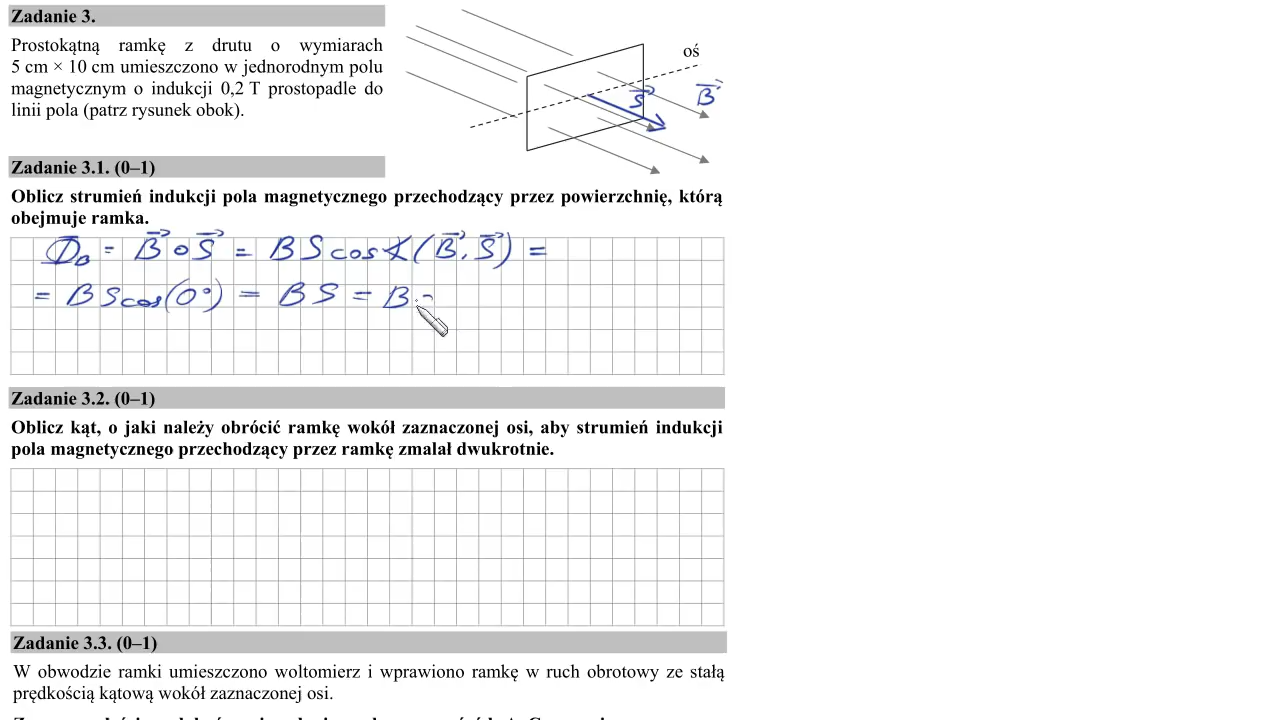 Zadanie 3.
Prostokątną ramkę z drutu o wymiarach
5 cm × 10 cm umieszczono w jednorodnym polu
magnetycznym o indukcji 0,2 T prostopadle do
linii pola (patrz rysunek obok).
oś
S
B
Zadanie 3.1. (0–1)
Oblicz strumień indukcji pola magnetycznego przechodzący przez powierzchnię, którą
obejmuje ramka.
Φ_B = B⃗ ∘ S⃗ = B S cos∢(B⃗, S⃗) =
= B S cos(0°) = B S = B
Zadanie 3.2. (0–1)
Oblicz kąt, o jaki należy obrócić ramkę wokół zaznaczonej osi, aby strumień indukcji
pola magnetycznego przechodzący przez ramkę zmalał dwukrotnie.
Zadanie 3.3. (0–1)
W obwodzie ramki umieszczono woltomierz i wprawiono ramkę w ruch obrotowy ze stałą
prędkością kątową wokół zaznaczonej osi.